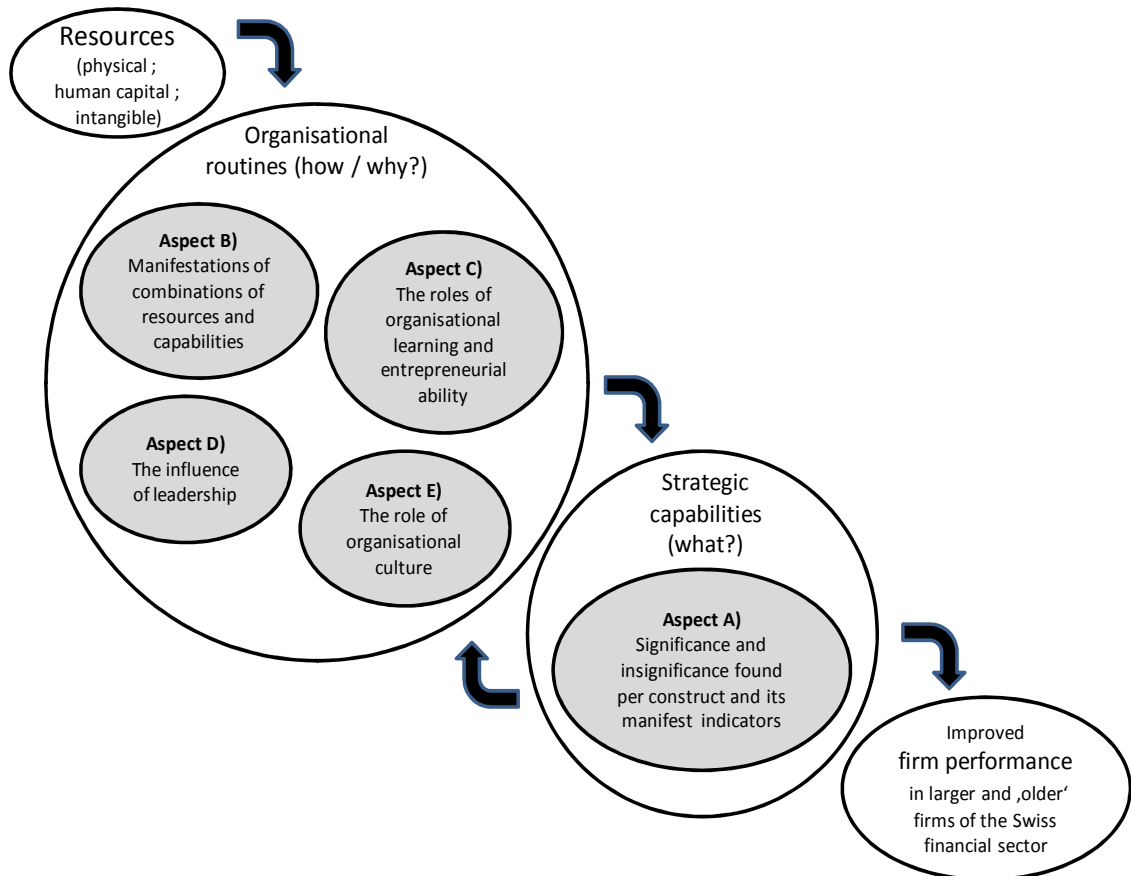 Resources
(physical ;
human capital ;
intangible)
Organisational
routines (how / why?)
Aspect B)
Manifestations of
combinations of
resources and
capabilities
Aspect C)
The roles of
organisational
learning and
entrepreneurial
ability
Aspect D)
The influence
of leadership
Aspect E)
The role of
organisational
culture
Strategic
capabilities
(what?)
Aspect A)
Significance and
insignificance found
per construct and its
manifest indicators
Improved
firm performance
in larger and ‚older‘
firms of the Swiss
financial sector